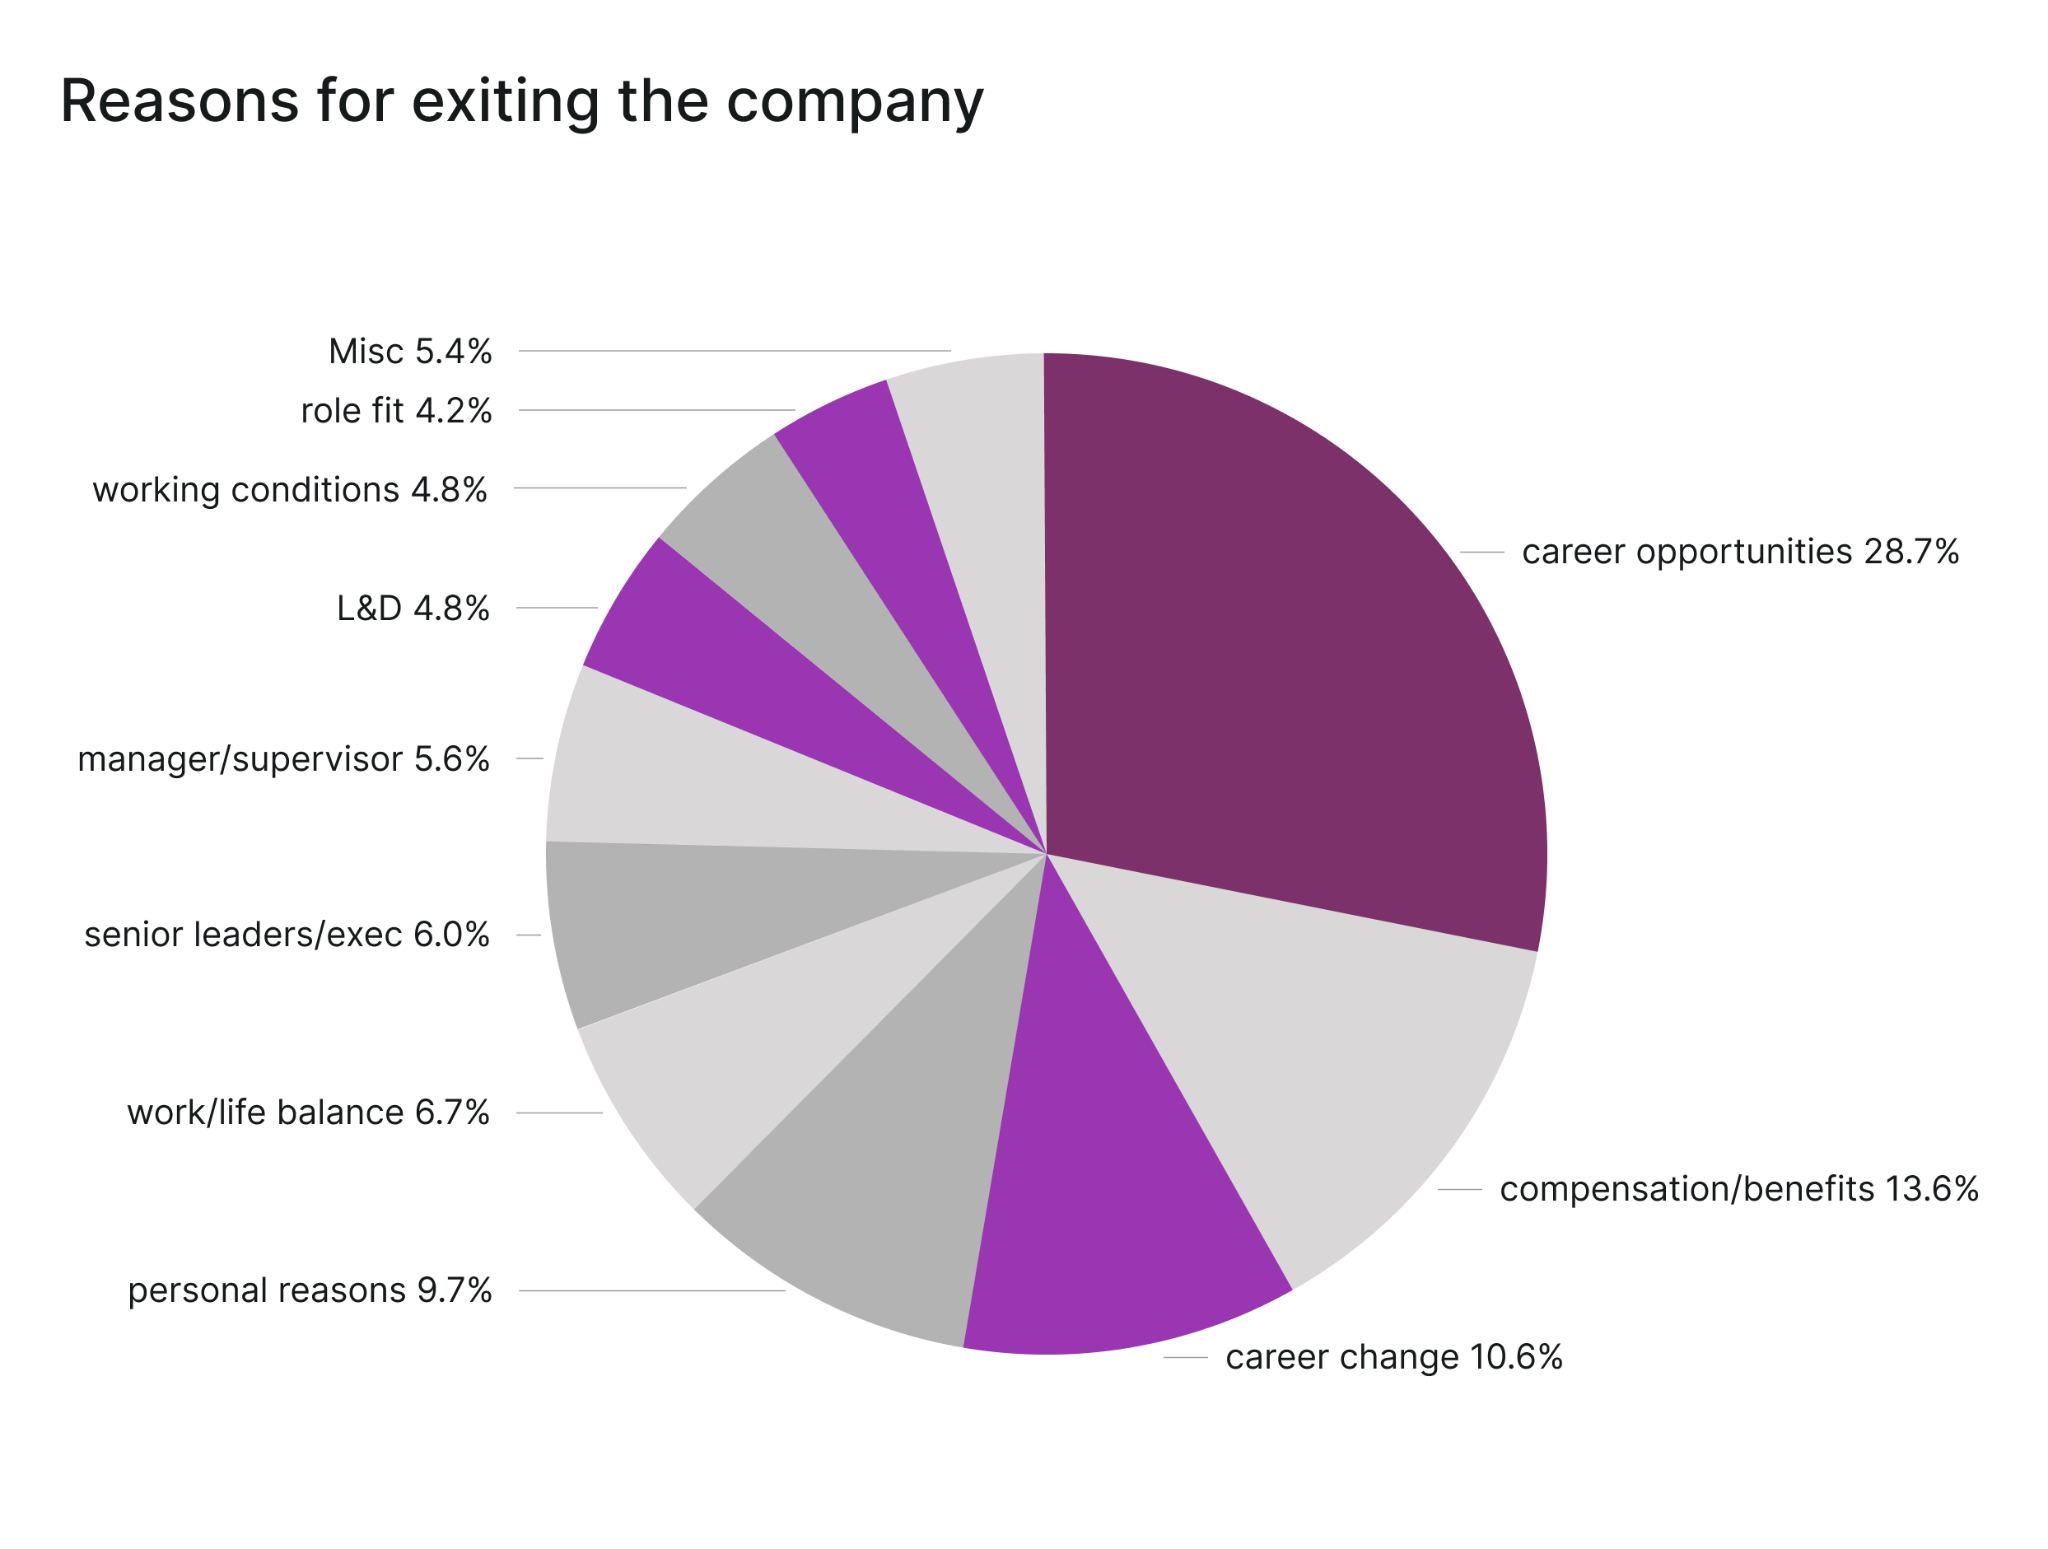 Reasons for exiting the company
Misc 5.4%
role fit 4.2%
working conditions 4.8%
career opportunities 28.7%
L&D 4.8%
manager/supervisor 5.6%
senior leaders/exec 6.0%
work/life balance 6.7%
compensation/benefits 13.6%
personal reasons 9.7%
career change 10.6%